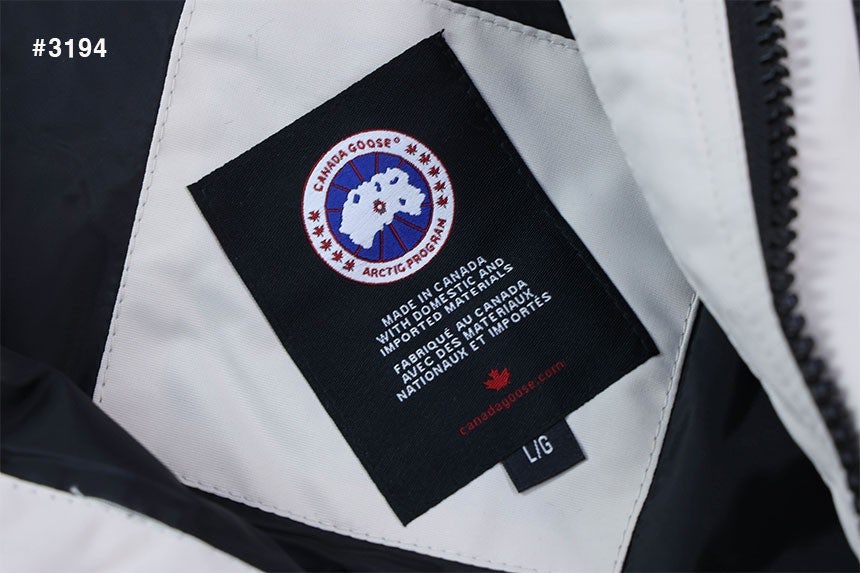 #3194
CANADA GOOSE®
ARCTIC PROGRAM
MADE IN CANADA
WITH DOMESTIC AND
IMPORTED MATERIALS
FABRIQUÉ AU CANADA
AVEC DES MATÉRIAUX
NATIONAUX ET IMPORTÉS
canadagoose.com
L/G